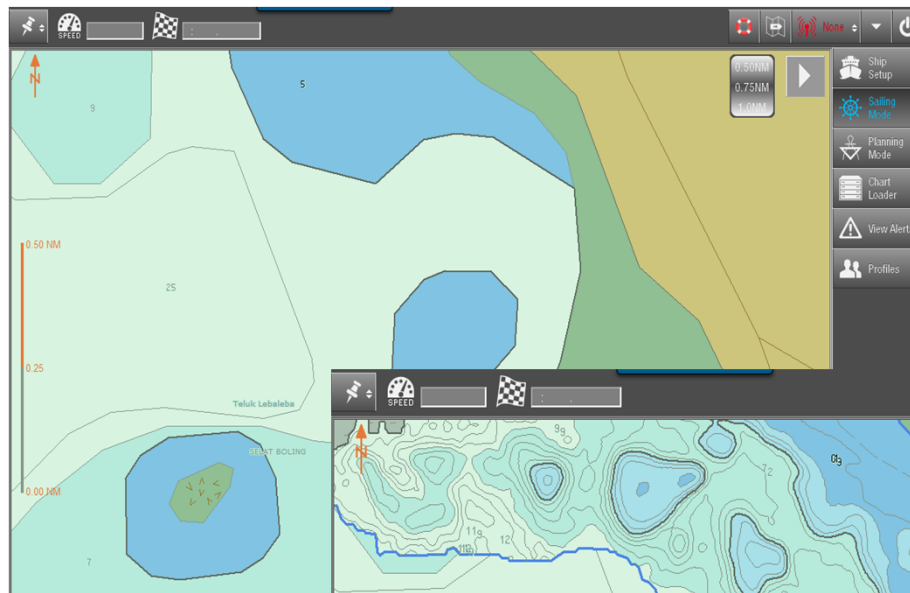 SPEED
: .
None
N
0.50NM
0.75NM
1.0NM
Ship
Setup
Sailing
Mode
Planning
Mode
Chart
Loader
View Alert
Profiles
9
5
0.50 NM
25
0.25
Teluk Lebaleba
SELAT BOLING
0.00 NM
7
SPEED
: .
N
9₉
7₂
11₉
12